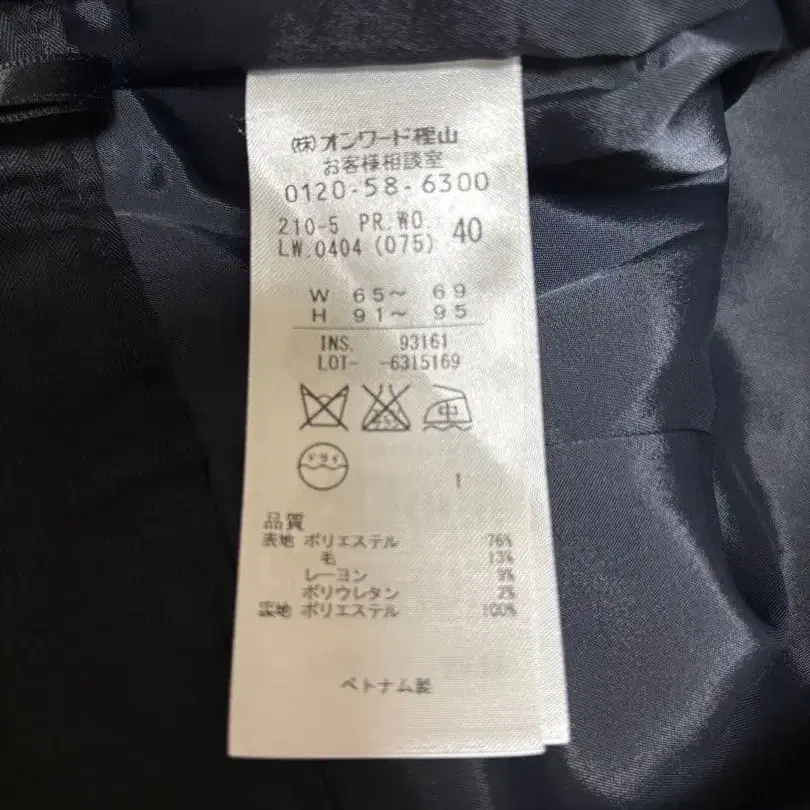 ㈱オンワード樫山
お客様相談室
0120-58-6300
210-5 PR.WO. 40
LW.0404 (075)
W 65～ 69
H 91～ 95
INS. 93161
LOT- -6315169
中
ドライ
1
品質
表地 ポリエステル 76%
毛 13%
レーヨン 9%
ポリウレタン 2%
裏地 ポリエステル 100%
ベトナム製